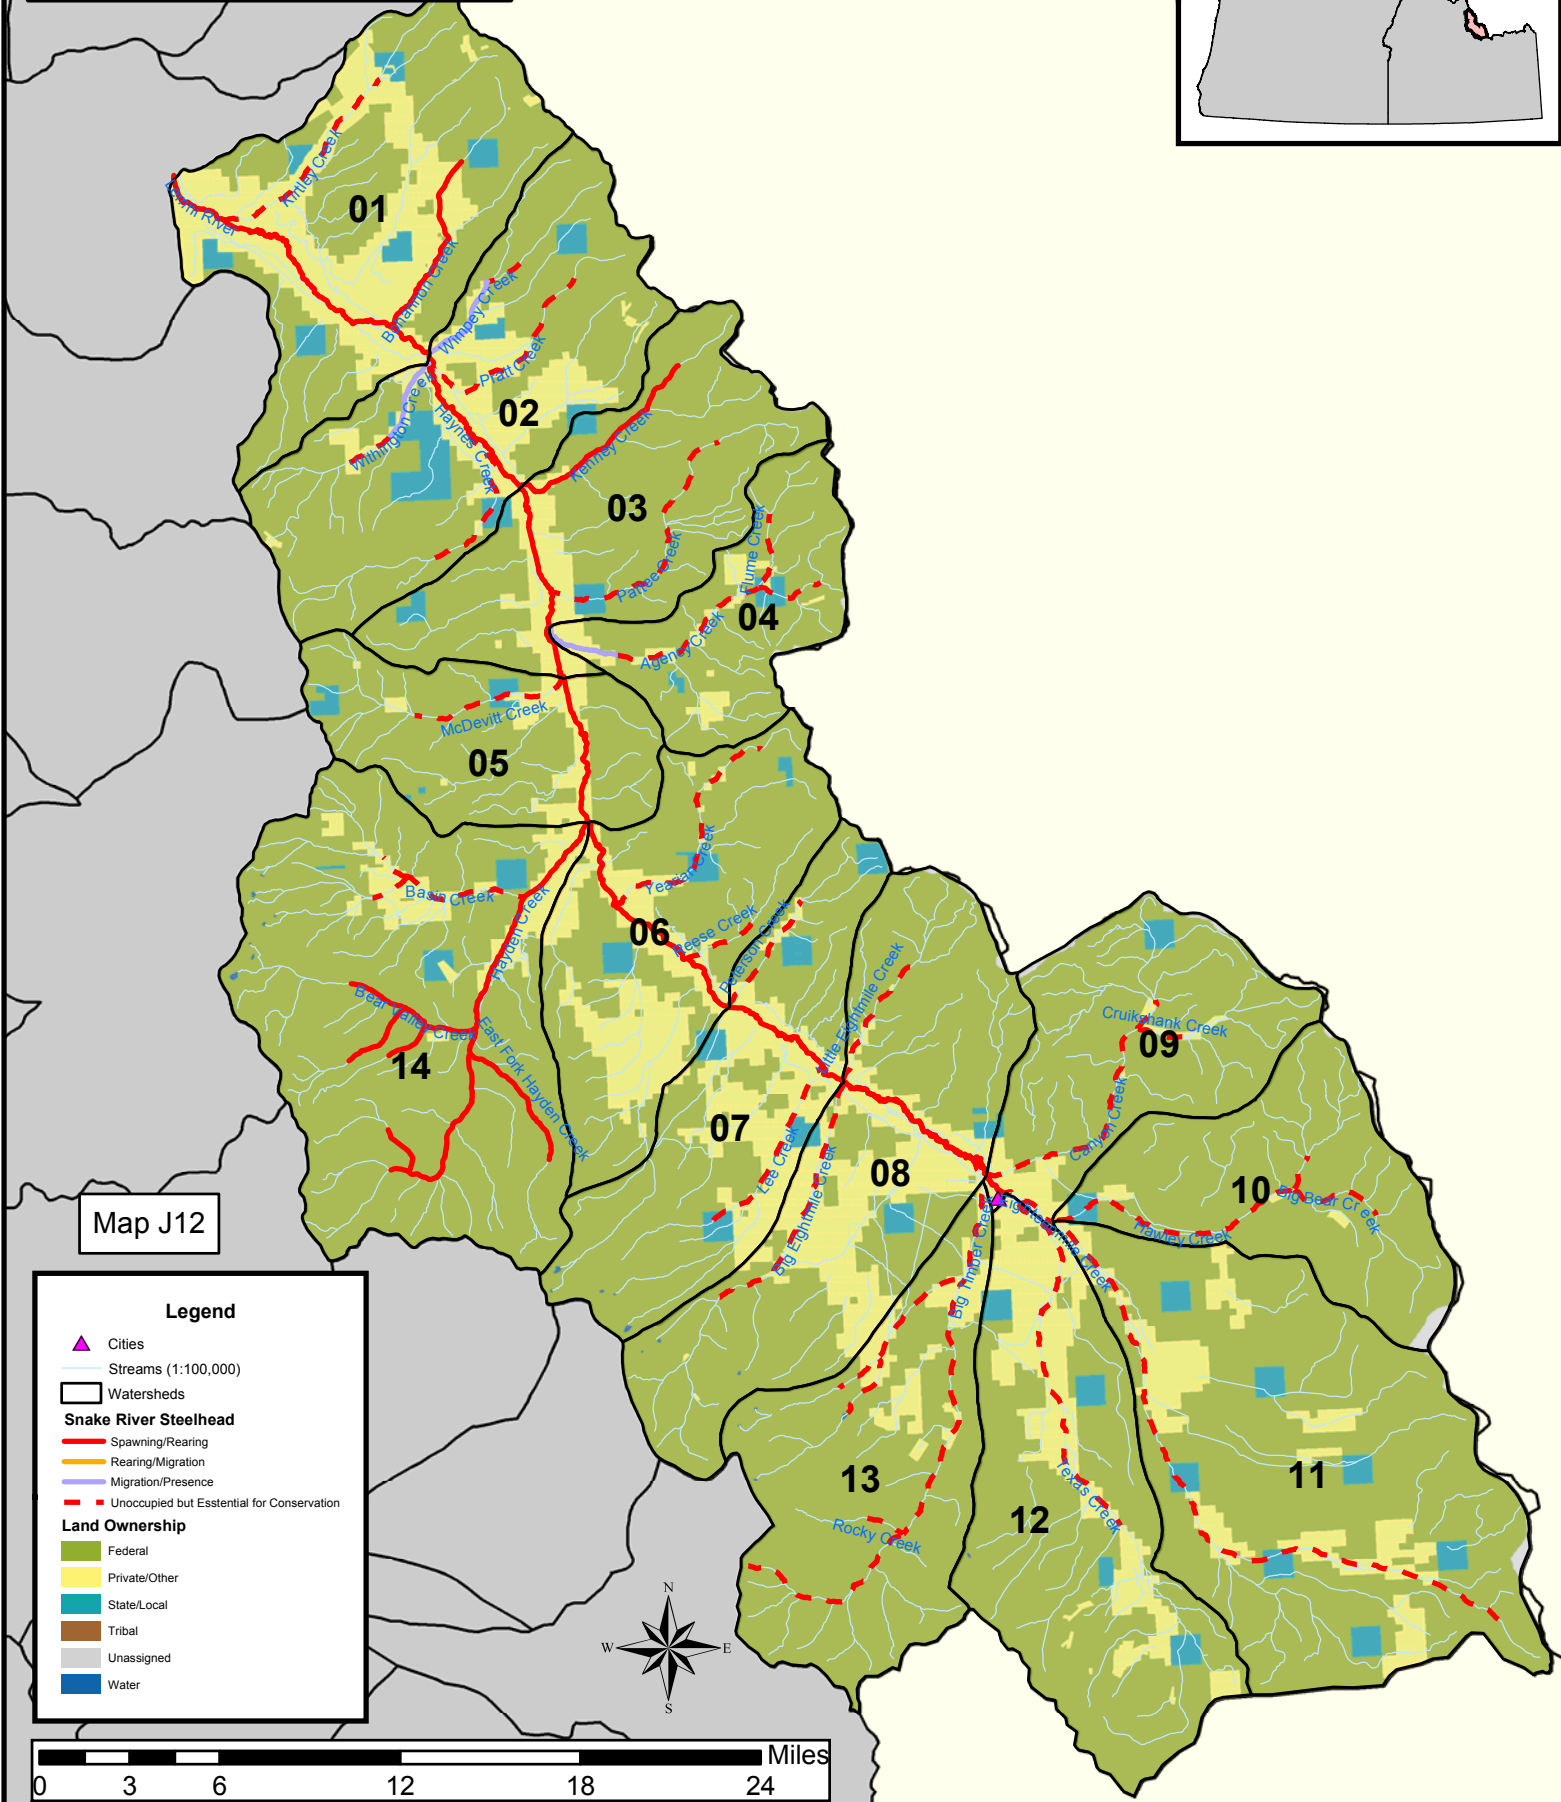 Kirtley Creek
01
Lemhi River
Bohannon Creek
Wimpey Creek
Pratt Creek
02
Withington Creek
Haynes Creek
Kenney Creek
03
Flume Creek
Pattee Creek
04
Agency Creek
McDevitt Creek
05
Yearian Creek
Basin Creek
Reese Creek
06
Peterson Creek
Hayden Creek
Little Eightmile Creek
Bear Valley Creek
Cruikshank Creek
09
East Fork Hayden Creek
14
Canyon Creek
07
Lee Creek
08
10
Big Bear Creek
Big Eightmile Creek
Big Timber Creek
Eighteenmile Creek
Hawley Creek
Map J12
Legend
Cities
Streams (1:100,000)
Watersheds
Snake River Steelhead
Spawning/Rearing
Rearing/Migration
Migration/Presence
Unoccupied but Esstential for Conservation
Land Ownership
Federal
Private/Other
State/Local
Tribal
Unassigned
Water
13
Texas Creek
11
12
Rocky Creek
N
W E
S
Miles
0 3 6 12 18 24